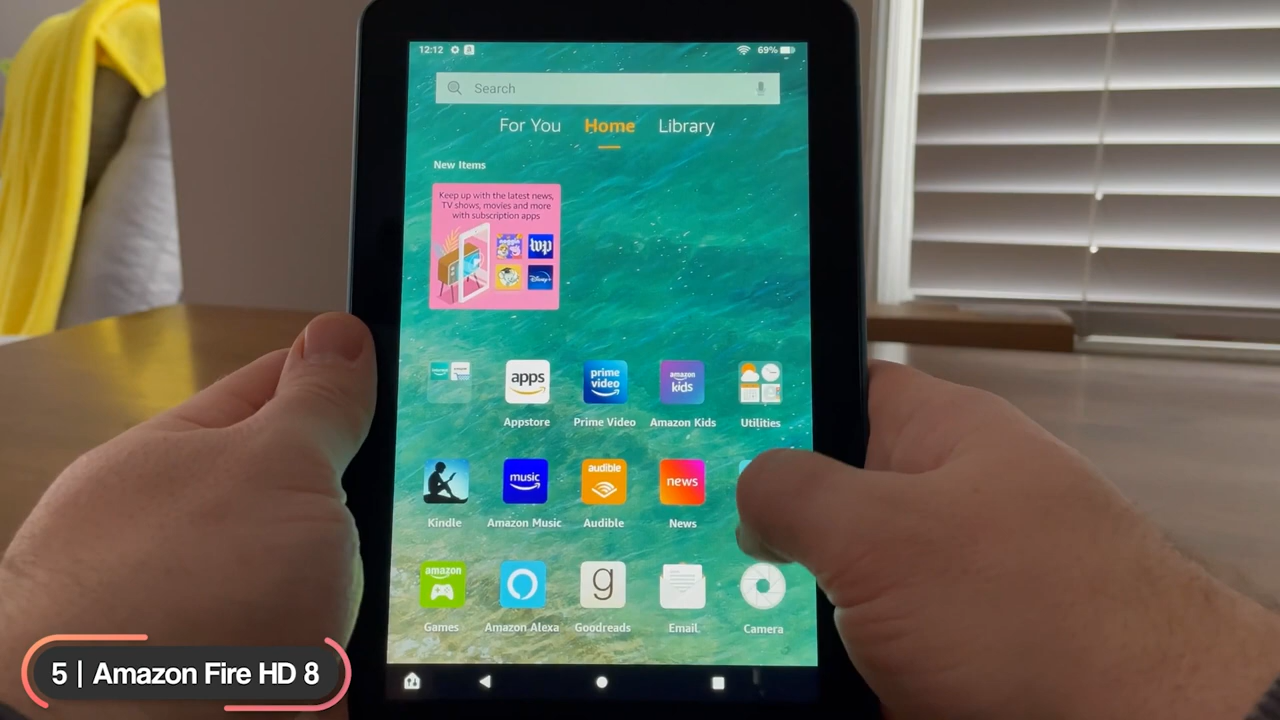 12:12
69%
Search
For You Home Library
New Items
Keep up with the latest news,
TV shows, movies and more
with subscription apps
wp
Disney+
apps
prime
video
amazon
kids
Appstore Prime Video Amazon Kids Utilities
music
audible
news
Kindle Amazon Music Audible News
amazon
g
Games Amazon Alexa Goodreads Email Camera
5 | Amazon Fire HD 8